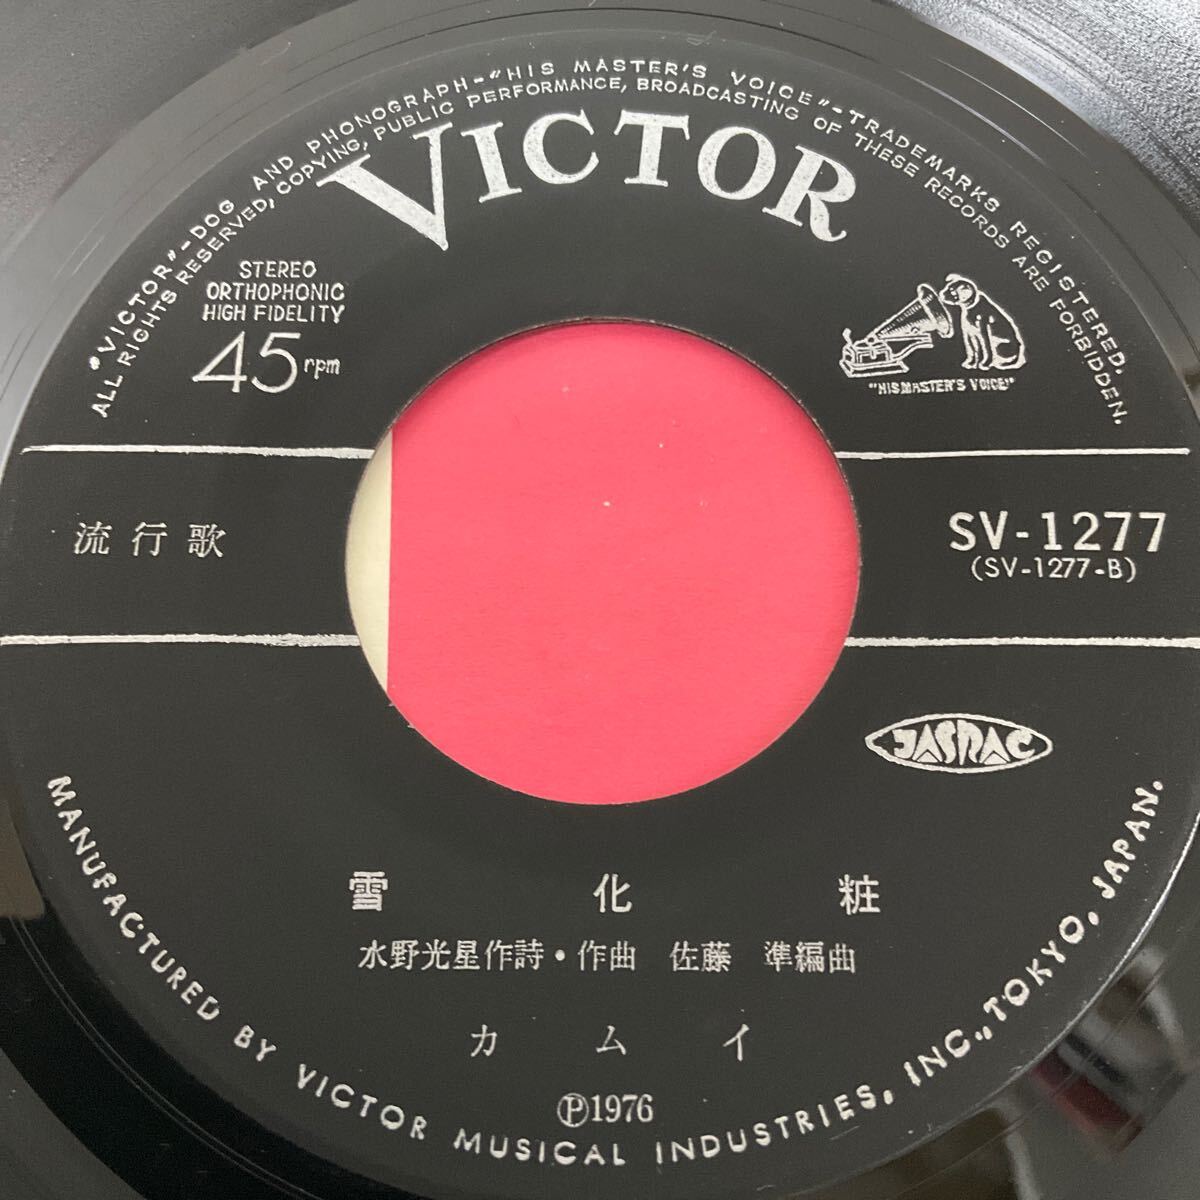 "VICTOR"–DOG AND PHONOGRAPH–"HIS MASTER'S VOICE"–TRADEMARKS REGISTERED.
ALL RIGHTS RESERVED, COPYING, PUBLIC PERFORMANCE, BROADCASTING OF THESE RECORDS ARE FORBIDDEN.
VICTOR
STEREO
ORTHOPHONIC
HIGH FIDELITY
45 rpm
"HIS MASTER'S VOICE"
流行歌
SV-1277
(SV-1277-B)
JASRAC
雪化粧
水野光星作詩・作曲 佐藤 準編曲
カムイ
Ⓟ1976
MANUFACTURED BY VICTOR MUSICAL INDUSTRIES, INC., TOKYO, JAPAN.